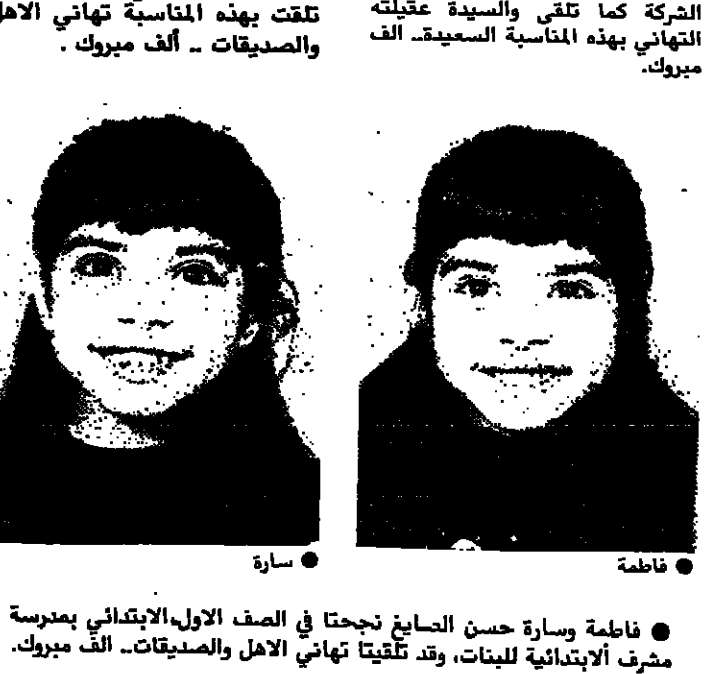 الشركة كما تلقى والسيدة عقيلته
التهاني بهذه المناسبة السعيدة.. الف
مبروك.
تلقت بهذه المناسبة تهاني الاهل
والصديقات .. ألف مبروك .
● فاطمة
● سارة
● فاطمة وسارة حسن الصايغ نجحتا في الصف الاول الابتدائي بمدرسة
مشرف ألابتدائية للبنات، وقد تلقيتا تهاني الاهل والصديقات.. الف مبروك.